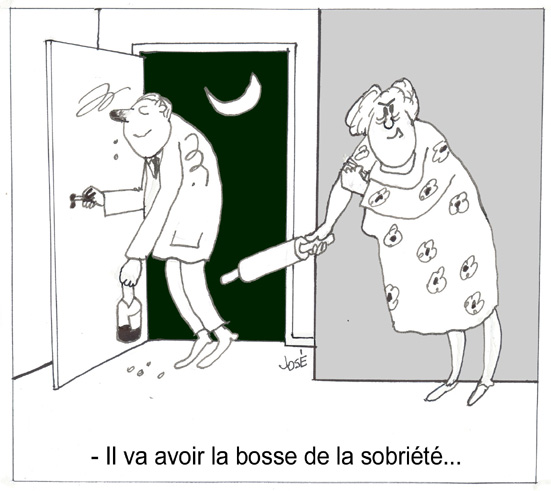 JOSÉ
- Il va avoir la bosse de la sobriété...